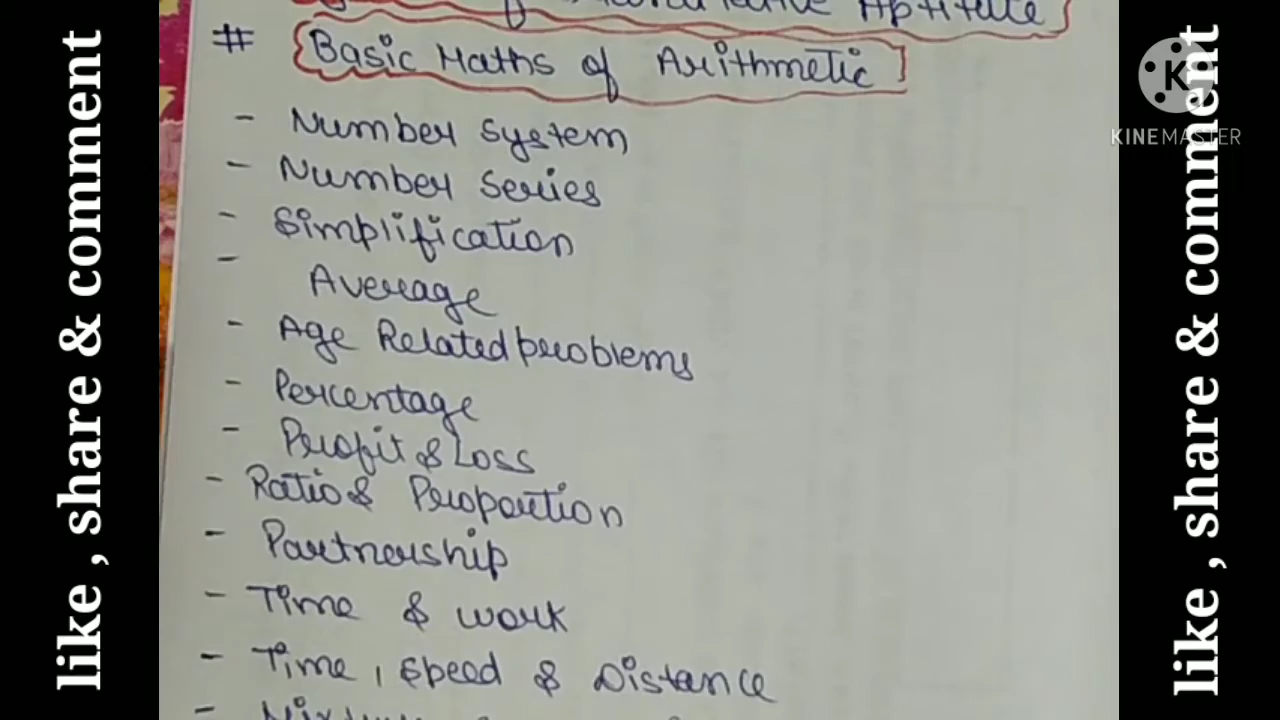 Aptitude
# Basic Maths of Arithmetic
- Number system
- Number series
- Simplification
- Average
- Age Related problems
- Percentage
- Profit & Loss
- Ratio & Proportion
- Partnership
- Time & work
- Time, speed & Distance
like , share & comment
like , share & comment
K
KINEMASTER